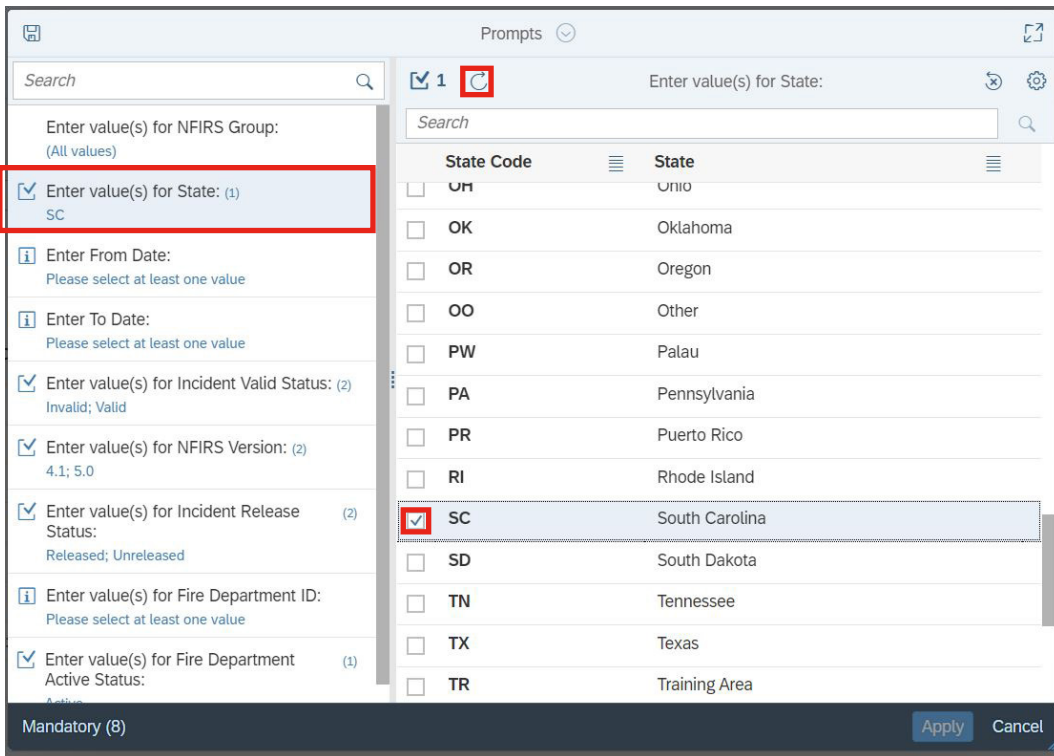 Prompts
Search
Enter value(s) for NFIRS Group:
(All values)
Enter value(s) for State: (1)
SC
Enter From Date:
Please select at least one value
Enter To Date:
Please select at least one value
Enter value(s) for Incident Valid Status: (2)
Invalid; Valid
Enter value(s) for NFIRS Version: (2)
4.1; 5.0
Enter value(s) for Incident Release (2)
Status:
Released; Unreleased
Enter value(s) for Fire Department ID:
Please select at least one value
Enter value(s) for Fire Department (1)
Active Status:
Active
1 Enter value(s) for State:
Search
State Code State
OH Ohio
OK Oklahoma
OR Oregon
OO Other
PW Palau
PA Pennsylvania
PR Puerto Rico
RI Rhode Island
SC South Carolina
SD South Dakota
TN Tennessee
TX Texas
TR Training Area
Mandatory (8) Apply Cancel